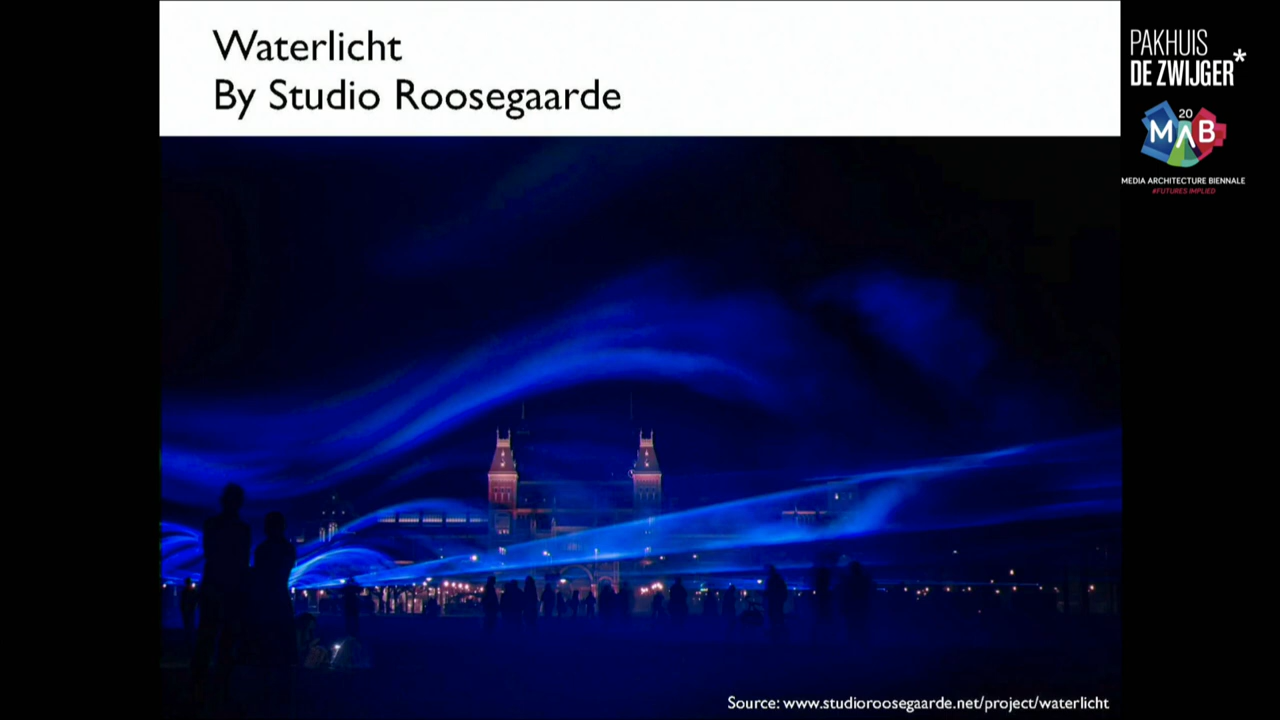 Waterlicht
By Studio Roosegaarde
PAKHUIS
DE ZWIJGER*
20
MAB
MEDIA ARCHITECTURE BIENNALE
#FUTURES IMPLIED
Source: www.studioroosegaarde.net/project/waterlicht